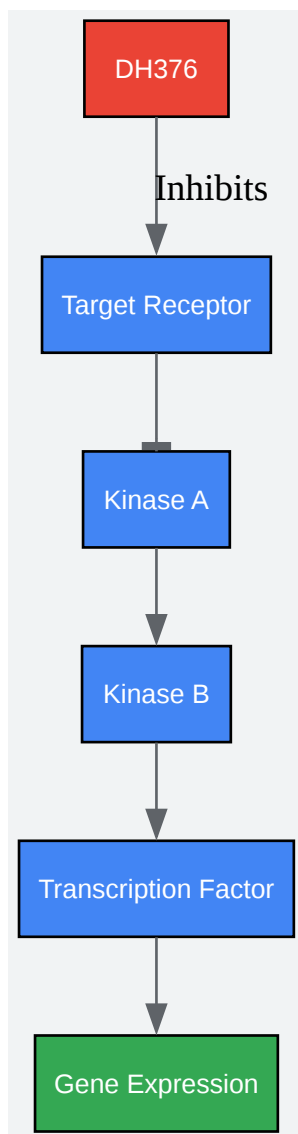 DH376
Inhibits
Target Receptor
Kinase A
Kinase B
Transcription Factor
Gene Expression